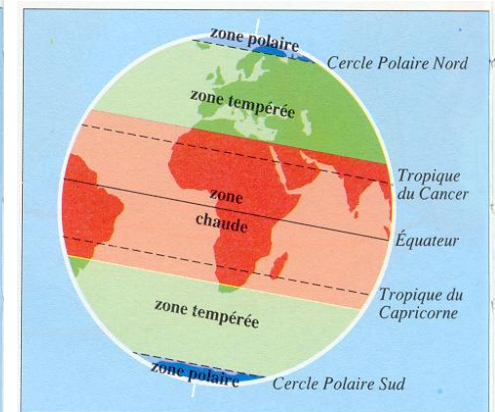 zone polaire
Cercle Polaire Nord
zone tempérée
Tropique
du Cancer
zone
chaude
Équateur
Tropique du
Capricorne
zone tempérée
zone polaire
Cercle Polaire Sud